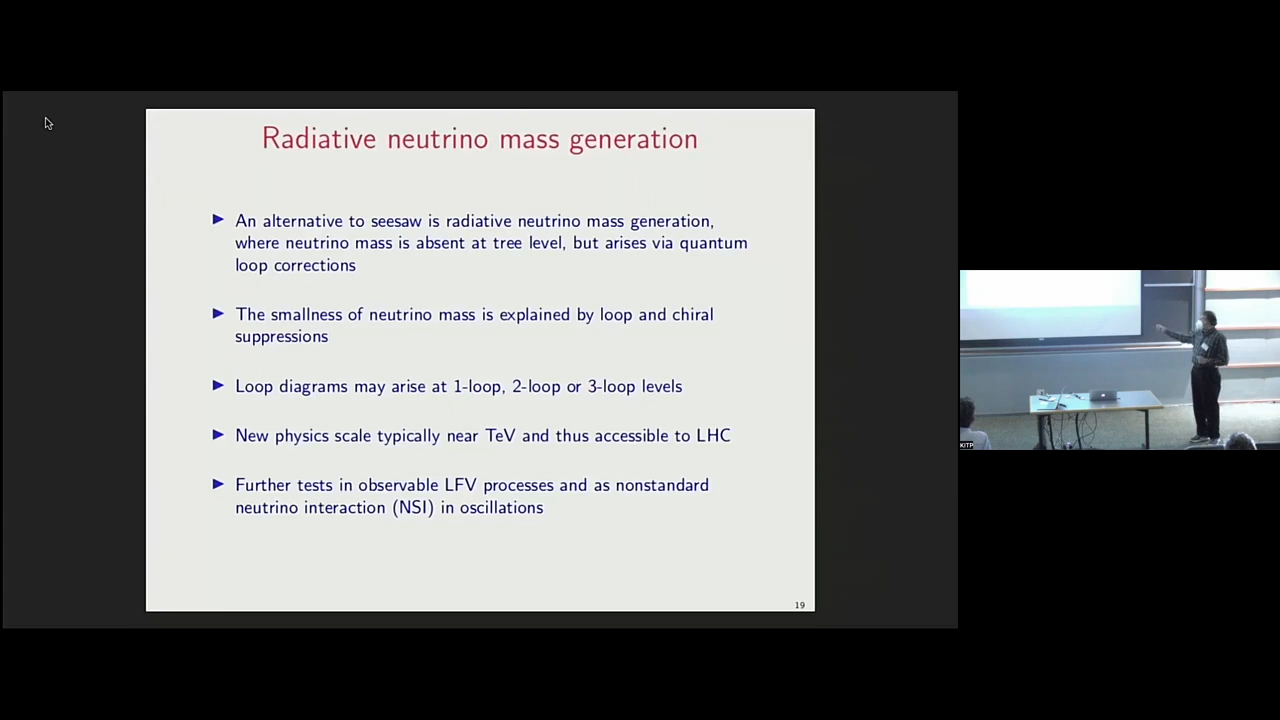 Radiative neutrino mass generation
An alternative to seesaw is radiative neutrino mass generation,
where neutrino mass is absent at tree level, but arises via quantum
loop corrections
The smallness of neutrino mass is explained by loop and chiral
suppressions
Loop diagrams may arise at 1-loop, 2-loop or 3-loop levels
New physics scale typically near TeV and thus accessible to LHC
Further tests in observable LFV processes and as nonstandard
neutrino interaction (NSI) in oscillations
19
KITP